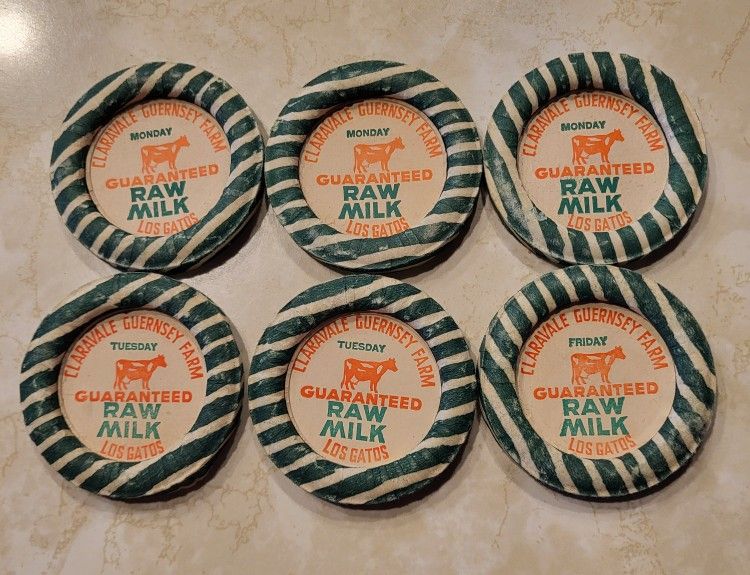 CLARAVALE GUERNSEY FARM
MONDAY
GUARANTEED
RAW
MILK
LOS GATOS
CLARAVALE GUERNSEY FARM
MONDAY
GUARANTEED
RAW
MILK
LOS GATOS
CLARAVALE GUERNSEY FARM
MONDAY
GUARANTEED
RAW
MILK
LOS GATOS
CLARAVALE GUERNSEY FARM
TUESDAY
GUARANTEED
RAW
MILK
LOS GATOS
CLARAVALE GUERNSEY FARM
TUESDAY
GUARANTEED
RAW
MILK
LOS GATOS
CLARAVALE GUERNSEY FARM
FRIDAY
GUARANTEED
RAW
MILK
LOS GATOS